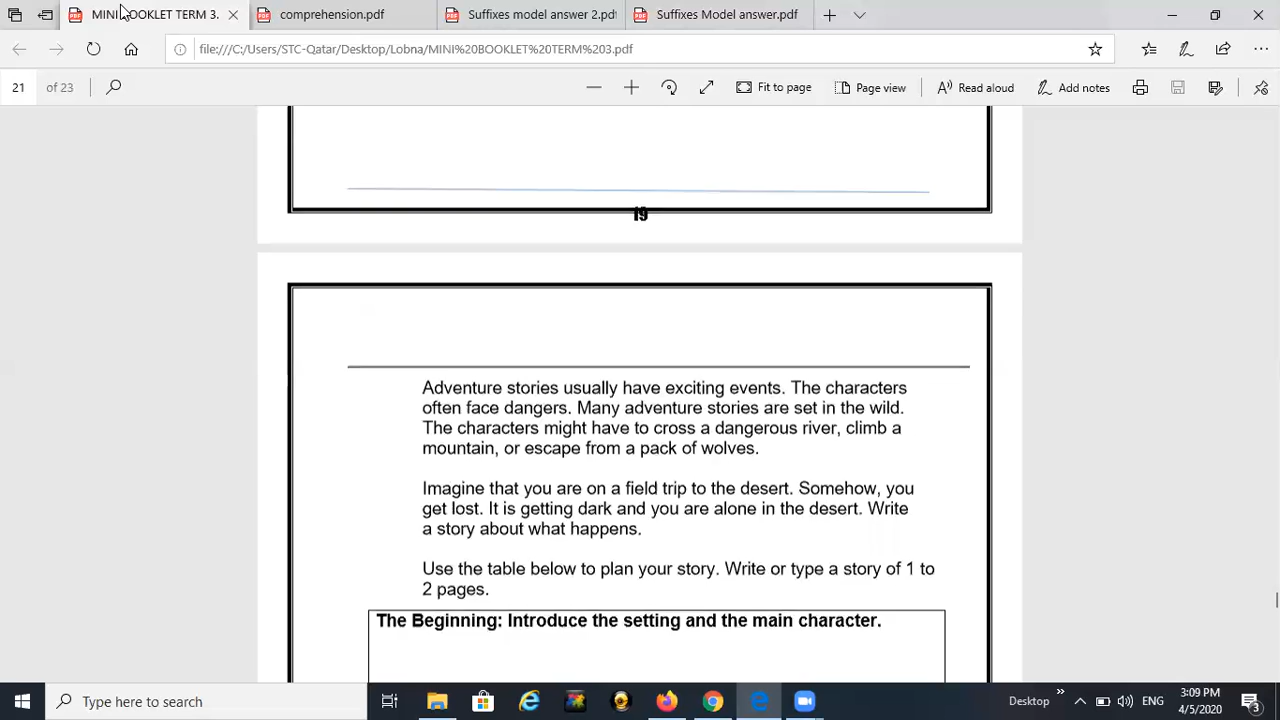 MINI BOOKLET TERM 3.
comprehension.pdf
Suffixes model answer 2.pdf
Suffixes Model answer.pdf
file:///C:/Users/STC-Qatar/Desktop/Lobna/MINI%20BOOKLET%20TERM%203.pdf
21 of 23
Fit to page
Page view
Read aloud
Add notes
19
Adventure stories usually have exciting events. The characters
often face dangers. Many adventure stories are set in the wild.
The characters might have to cross a dangerous river, climb a
mountain, or escape from a pack of wolves.
Imagine that you are on a field trip to the desert. Somehow, you
get lost. It is getting dark and you are alone in the desert. Write
a story about what happens.
Use the table below to plan your story. Write or type a story of 1 to
2 pages.
The Beginning: Introduce the setting and the main character.
Type here to search
Desktop
ENG
3:09 PM
4/5/2020
3